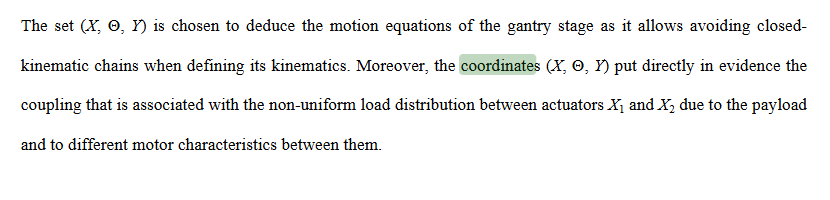 The set (X, Θ, Y) is chosen to deduce the motion equations of the gantry stage as it allows avoiding closed-
kinematic chains when defining its kinematics. Moreover, the coordinates (X, Θ, Y) put directly in evidence the
coupling that is associated with the non-uniform load distribution between actuators X₁ and X₂ due to the payload
and to different motor characteristics between them.